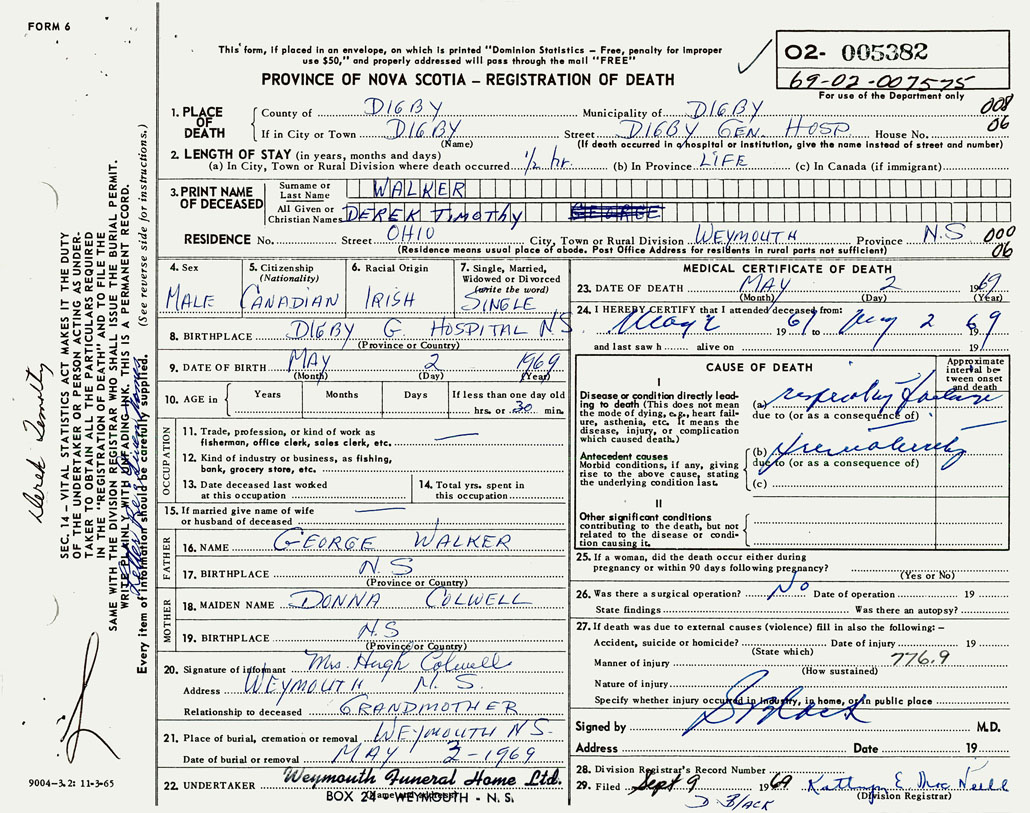 FORM 6
This form, if placed in an envelope, on which is printed "Dominion Statistics – Free, penalty for improper
use $50," and properly addressed will pass through the mail "FREE"
PROVINCE OF NOVA SCOTIA – REGISTRATION OF DEATH
02- 005382
69-02-007575
For use of the Department only
008
06
1. PLACE OF DEATH
County of DIGBY Municipality of DIGBY
If in City or Town DIGBY Street DIGBY GEN. HOSP. House No.
(Name) (If death occurred in a hospital or institution, give the name instead of street and number)
2. LENGTH OF STAY (in years, months and days)
(a) In City, Town or Rural Division where death occurred 1/2 hr. (b) In Province LIFE (c) In Canada (if immigrant)
3. PRINT NAME OF DECEASED
Surname or Last Name WALKER
All Given or Christian Names DEREK TIMOTHY GEORGE
RESIDENCE No. Street OHIO City, Town or Rural Division WEYMOUTH Province N.S 000
(Residence means usual place of abode. Post Office Address for residents in rural parts not sufficient) 06
4. Sex MALE
5. Citizenship (Nationality) CANADIAN
6. Racial Origin IRISH
7. Single, Married, Widowed or Divorced (write the word) SINGLE
8. BIRTHPLACE DIGBY G. HOSPITAL NS
(Province or Country)
9. DATE OF BIRTH MAY 2 1969
(Month) (Day) (Year)
10. AGE in Years Months Days If less than one day old
hrs. or 30 min.
OCCUPATION
11. Trade, profession, or kind of work as
fisherman, office clerk, sales clerk, etc.
12. Kind of industry or business, as fishing,
bank, grocery store, etc.
13. Date deceased last worked
at this occupation
14. Total yrs. spent in
this occupation
15. If married give name of wife
or husband of deceased
FATHER
16. NAME GEORGE WALKER
17. BIRTHPLACE N.S
(Province or Country)
MOTHER
18. MAIDEN NAME DONNA COLWELL
19. BIRTHPLACE N.S
(Province or Country)
20. Signature of informant Mrs. Hugh Colwell
Address WEYMOUTH N.S.
Relationship to deceased GRANDMOTHER
21. Place of burial, cremation or removal WEYMOUTH N.S.
Date of burial or removal MAY 3-1969
22. UNDERTAKER Weymouth Funeral Home Ltd.
(Name and address)
BOX 24 - WEYMOUTH - N. S.
MEDICAL CERTIFICATE OF DEATH
23. DATE OF DEATH MAY 2 1969
(Month) (Day) (Year)
24. I HEREBY CERTIFY that I attended deceased from:
May 2 1969 to May 2 69
and last saw h alive on 19
CAUSE OF DEATH
Approximate interval between onset and death
I
Disease or condition directly leading
to death (This does not mean
the mode of dying, e.g., heart failure,
asthenia, etc. It means the
disease, injury, or complication
which caused death.)
(a) respiratory failure
due to (or as a consequence of)
Antecedent causes
Morbid conditions, if any, giving
rise to the above cause, stating
the underlying condition last.
(b) prematurity
due to (or as a consequence of)
(c)
II
Other significant conditions
contributing to the death, but not
related to the disease or condition
causing it.
25. If a woman, did the death occur either during
pregnancy or within 90 days following pregnancy?
(Yes or No)
26. Was there a surgical operation? No Date of operation 19
State findings Was there an autopsy?
27. If death was due to external causes (violence) fill in also the following: –
Accident, suicide or homicide? Date of injury 19
(State which)
Manner of injury 776.9
(How sustained)
Nature of injury
Specify whether injury occurred in industry, in home, or in public place
Signed by M.D.
Address Date 19
28. Division Registrar's Record Number
29. Filed Sept 9 1969 Kathryn E Mac Neill
(Division Registrar)
D. BLACK
Derek Timothy
SEC. 14 – VITAL STATISTICS ACT MAKES IT THE DUTY
OF THE UNDERTAKER OR PERSON ACTING AS UNDERTAKER
TO OBTAIN ALL THE PARTICULARS REQUIRED
IN THE "REGISTRATION OF DEATH" AND TO FILE THE
SAME WITH THE DIVISION REGISTRAR WHO SHALL ISSUE THE BURIAL PERMIT.
WRITE PLAINLY WITH UNFADING INK. THIS IS A PERMANENT RECORD.
Every item of information should be carefully supplied. (See reverse side for instructions.)
9004-3.2: 11-3-65